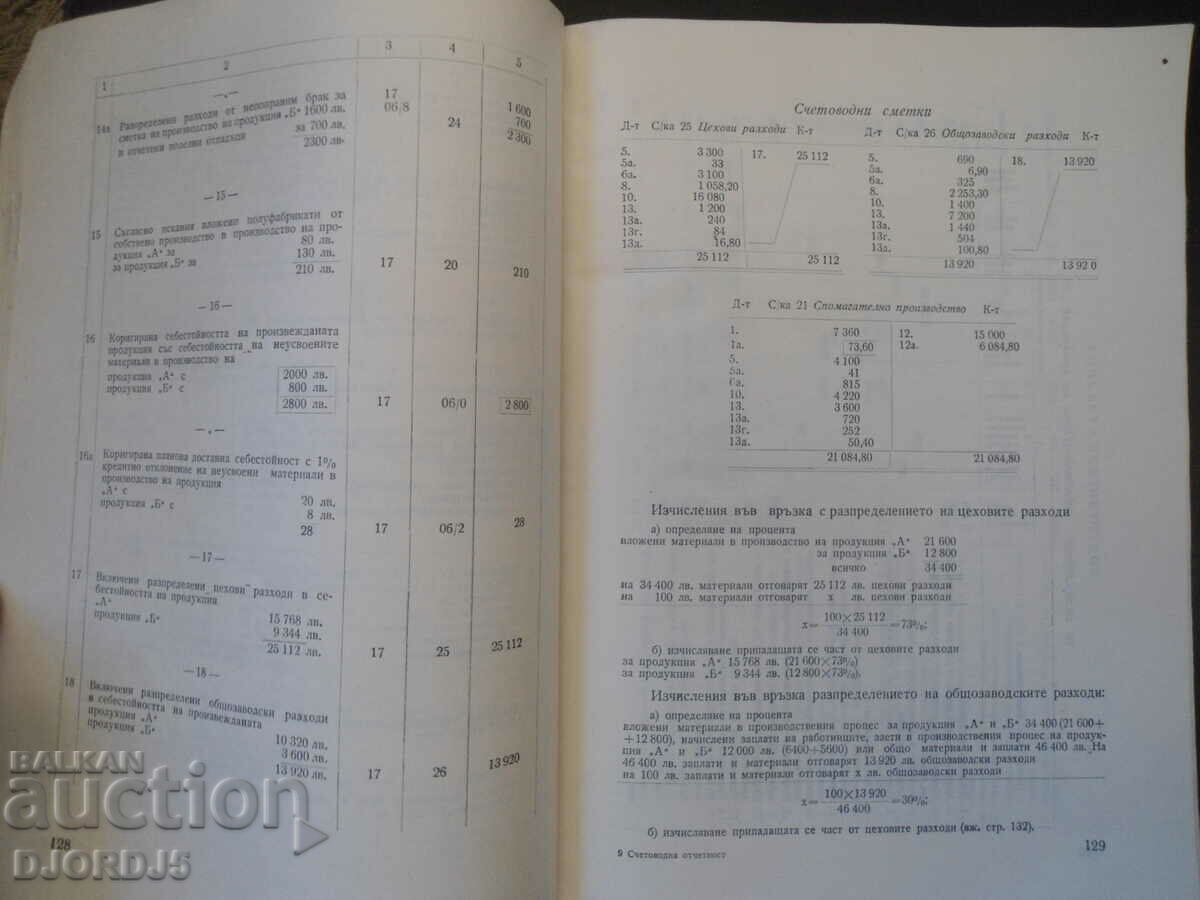 1 2 3 4 5
—„—
14а Разпределени разходи от непоправим брак за 17
сметка на производство на продукция „Б“ 1600 лв. 06/8 1 600
и отчетени полезни отпадъци за 700 лв. 24 700
2300 лв. 2 300
—15—
15 Съгласно искания вложени полуфабрикати от
собствено производство в производство на про-
дукция „А“ за 80 лв.
за продукция „Б“ за 130 лв.
210 лв. 17 20 210
—16—
16 Коригирана себестойността на произвежданата
продукция със себестойността на неусвоените
материали в производство на
продукция „А“ с 2000 лв.
продукция „Б“ с 800 лв.
2800 лв. 17 06/0 2 800
—„—
16а Коригирана планова доставна себестойност с 1%
кредитно отклонение на неусвоени материали в
производство на продукция
„А“ с 20 лв.
продукция „Б“ с 8 лв.
28 17 06/2 28
—17—
17 Включени разпределени цехови разходи в се-
бестойността на продукция
„А“ 15 768 лв.
продукция „Б“ 9 344 лв.
25 112 лв. 17 25 25 112
—18—
18 Включени разпределени общозаводски разходи
в себестойността на произвежданата
продукция „А“ 10 320 лв.
продукция „Б“ 3 600 лв.
13 920 лв. 17 26 13 920
128
Счетоводни сметки
Д-т С/ка 25 Цехови разходи К-т
5. 3 300 17. 25 112
5а. 33
6а. 3 100
8. 1 058,20
10. 16 080
13. 1 200
13а. 240
13г. 84
13д. 16,80
25 112 25 112
Д-т С/ка 26 Общозаводски разходи К-т
5. 690 18. 13 920
5а. 6,90
6а. 325
8. 2 253,30
10. 1 400
13. 7 200
13а. 1 440
13г. 504
13д. 100,80
13 920 13 92 0
Д-т С/ка 21 Спомагателно производство К-т
1. 7 360 12. 15 000
1а. 73,60 12а. 6 084,80
5. 4 100
5а. 41
6а. 815
10. 4 220
13. 3 600
13а. 720
13г. 252
13д. 50,40
21 084,80 21 084,80
Изчисления във връзка с разпределението на цеховите разходи
а) определяне на процента
вложени материали в производство на продукция „А“ 21 600
за продукция „Б“ 12 800
всичко 34 400
на 34 400 лв. материали отговарят 25 112 лв. цехови разходи
на 100 лв. материали отговарят х лв. цехови разходи
х= 100×25 112 / 34 400 =73%;
б) изчисляване припадащата се част от цеховите разходи
за продукция „А“ 15 768 лв. (21 600×73%)
за продукция „Б“ 9 344 лв. (12 800×73%).
Изчисления във връзка разпределението на общозаводските разходи:
а) определяне на процента
вложени материали в производствения процес за продукция „А“ и „Б“ 34 400 (21 600+
+12 800), начислени заплати на работниците, заети в производствения процес на продук-
ция „А“ и „Б“ 12 000 лв. (6400+5600) или общо материали и заплати 46 400 лв. На
46 400 лв. заплати и материали отговарят 13 920 лв. общозаводски разходи
на 100 лв. заплати и материали отговарят х лв. общозаводски разходи
х= 100×13 920 / 46 400 =30%;
б) изчисляване припадащата се част от цеховите разходи (вж. стр. 132).
9 Счетоводна отчетност 129
BALKAN
auction
DJORDJ5